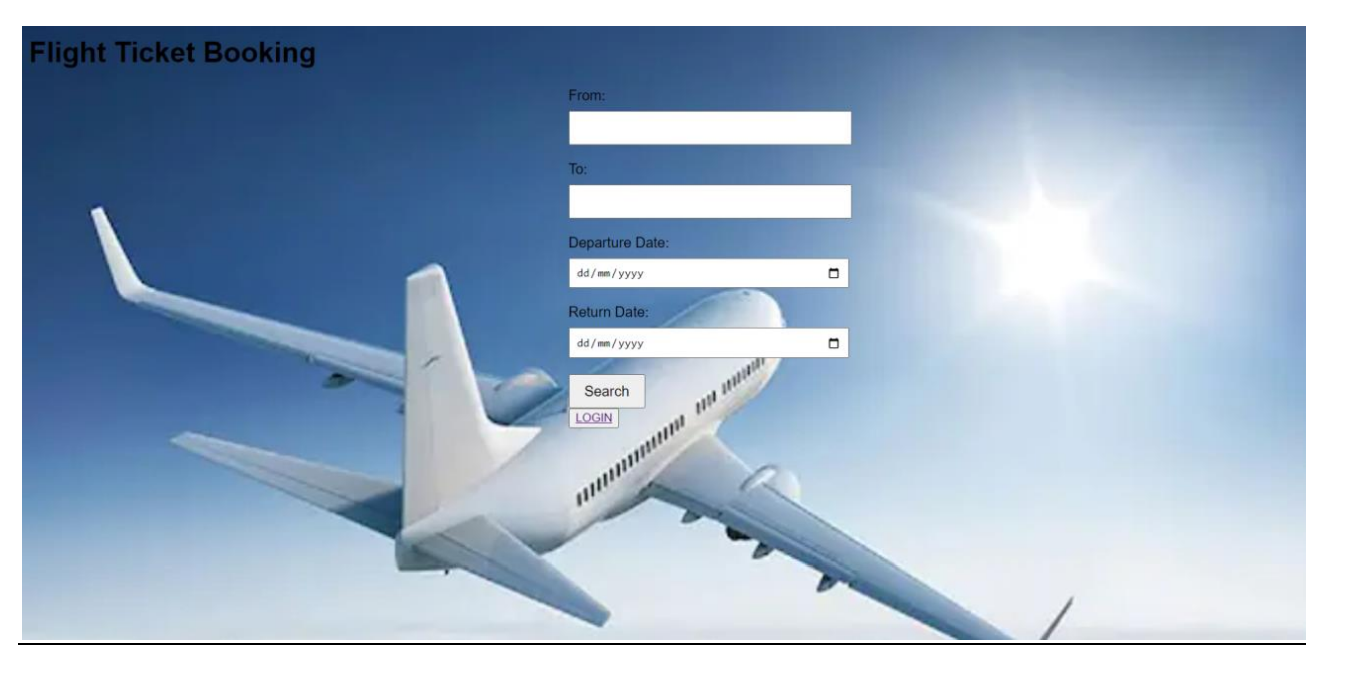 Flight Ticket Booking
From:
To:
Departure Date:
dd/mm/yyyy
Return Date:
dd/mm/yyyy
Search
LOGIN